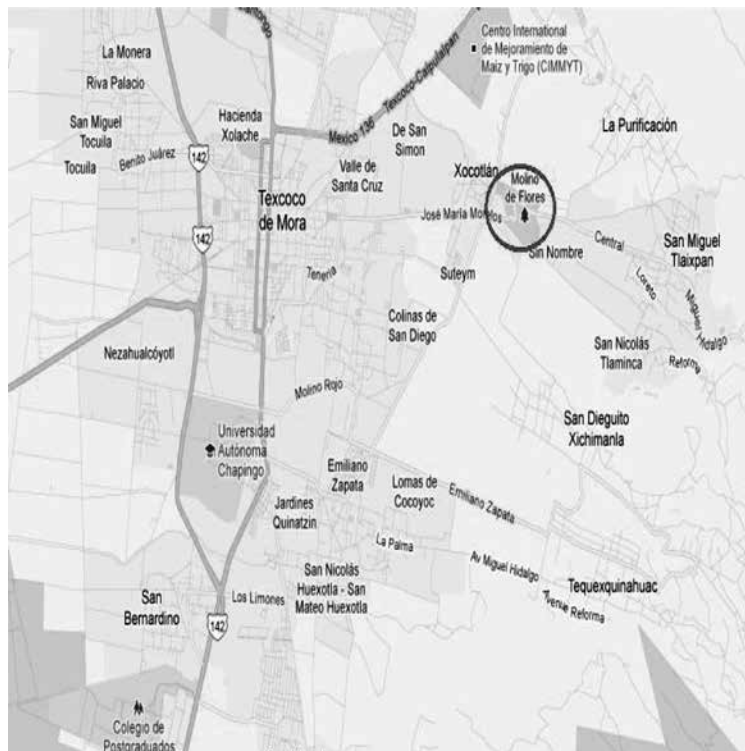 Centro International
de Mejoramiento de
Maiz y Trigo (CIMMYT)
La Monera
Riva Palacio
Texcoco-Calpulalpan
Hacienda
Xolache
San Miguel
Tocuila
Mexico 136
De San
Simon
La Purificación
142
Benito Juárez
Tocuila
Valle de
Santa Cruz
Xocotlán
Molino
de Flores
Texcoco
de Mora
José María Morelos
142
Central
San Miguel
Tlaixpan
Sin Nombre
Tenería
Suteym
Loreto
Miguel Hidalgo
Colinas de
San Diego
Nezahualcóyotl
San Nicolás
Tlaminca
Reforma
Molino Rojo
San Dieguito
Xichimanla
Universidad
Autónoma
Chapingo
Emiliano
Zapata
Lomas de
Cocoyoc
Emiliano Zapata
Jardines
Quinatzin
La Palma
Av Miguel Hidalgo
San Nicolás
Huexotla - San
Mateo Huexotla
Tequexquinahuac
San
Bernardino
Los Limones
Avenue Reforma
142
Colegio de
Postgraduados